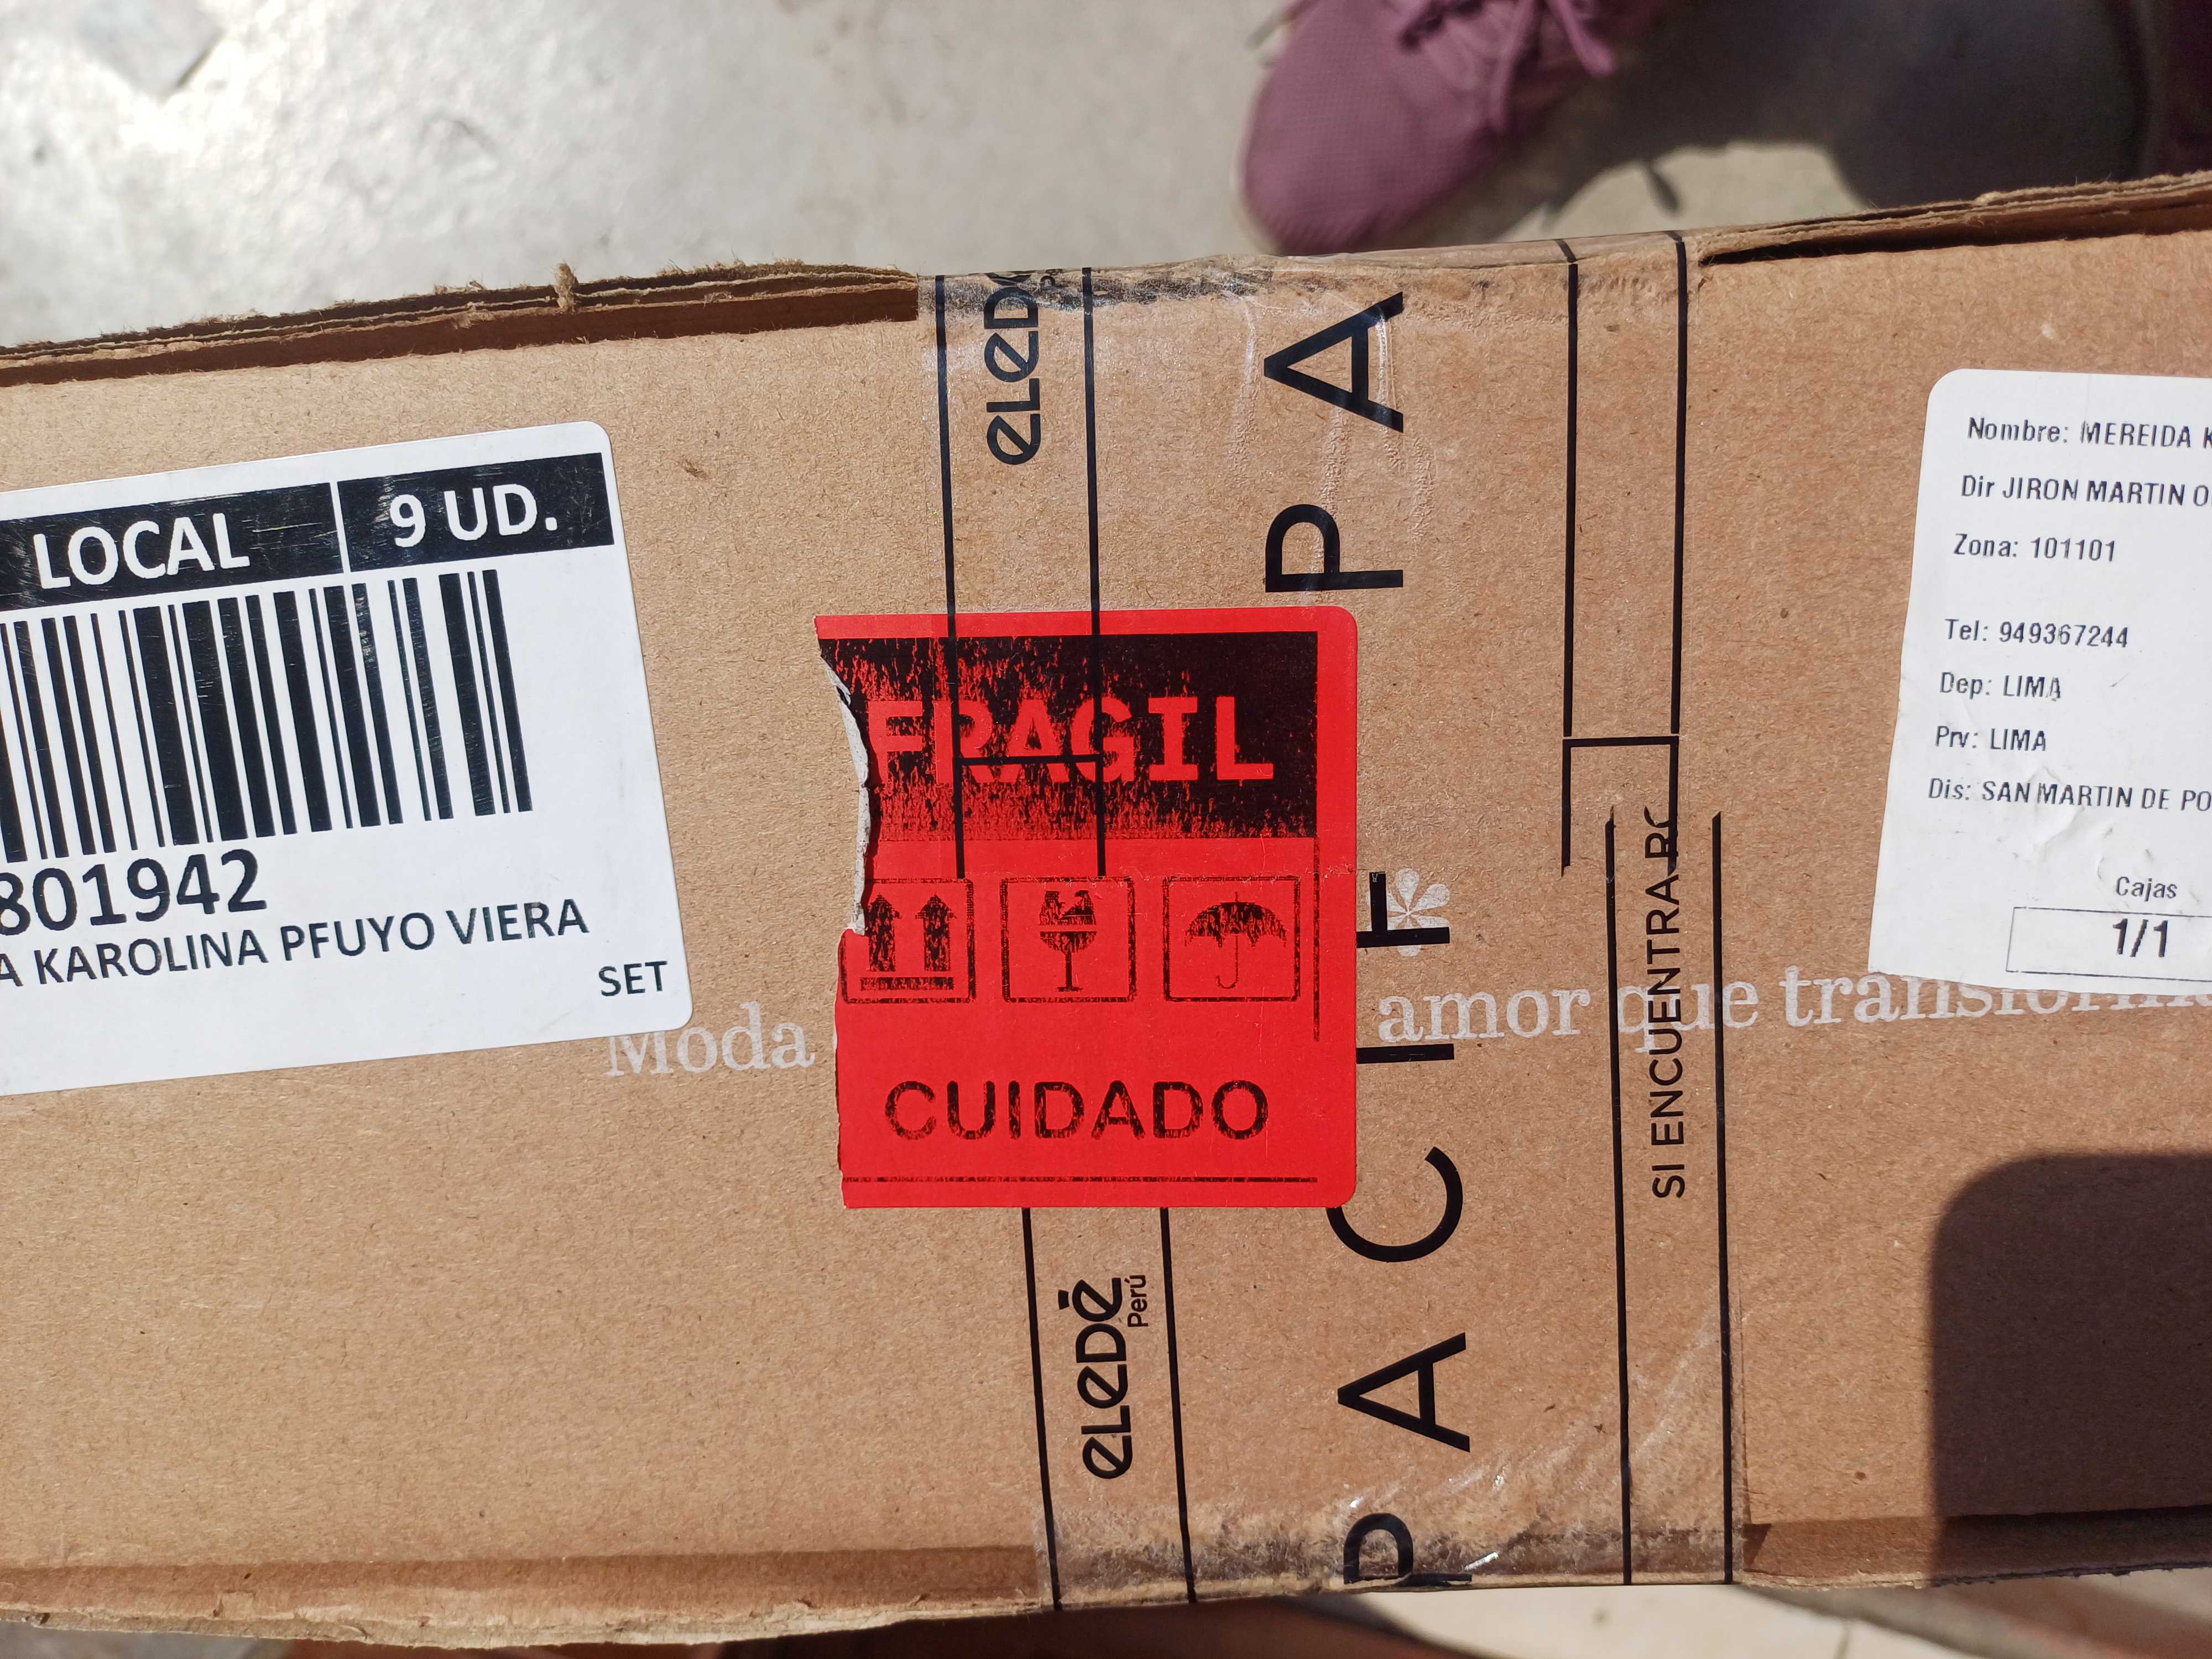 LOCAL 9 UD.
801942
A KAROLINA PFUYO VIERA
SET
FRAGIL
CUIDADO
Moda
amor que
eLeDÉ
Perú
PACIF
PA
SI ENCUENTRA
Nombre: MEREIDA K
Dir JIRON MARTIN O
Zona: 101101
Tel: 949367244
Dep: LIMA
Prv: LIMA
Dis: SAN MARTIN DE PO
Cajas
1/1